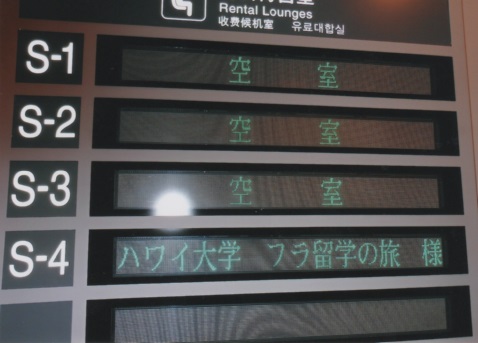 Rental Lounges
收费候机室 유료대합실
S-1 空室
S-2 空室
S-3 空室
S-4 ハワイ大学 フラ留学の旅 様